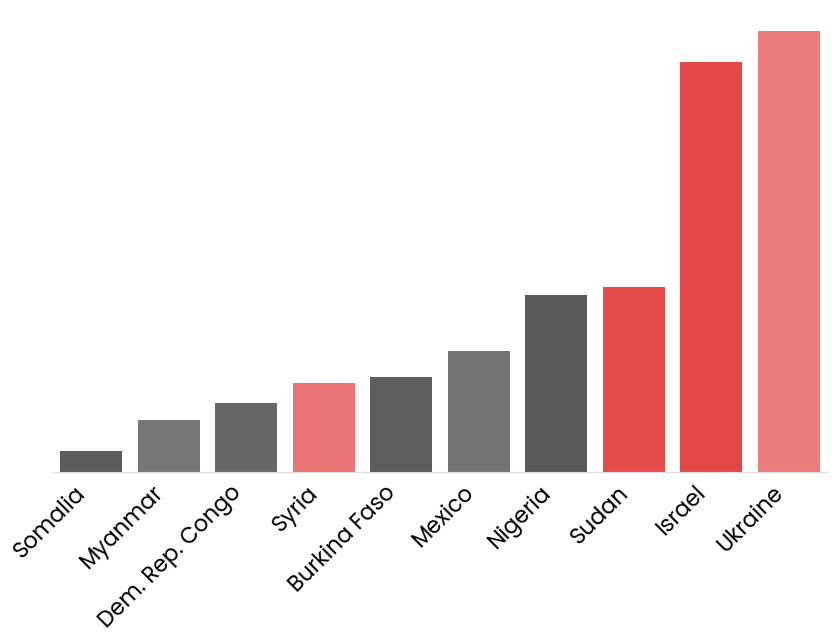 Somalia
Myanmar
Dem. Rep. Congo
Syria
Burkina Faso
Mexico
Nigeria
Sudan
Israel
Ukraine